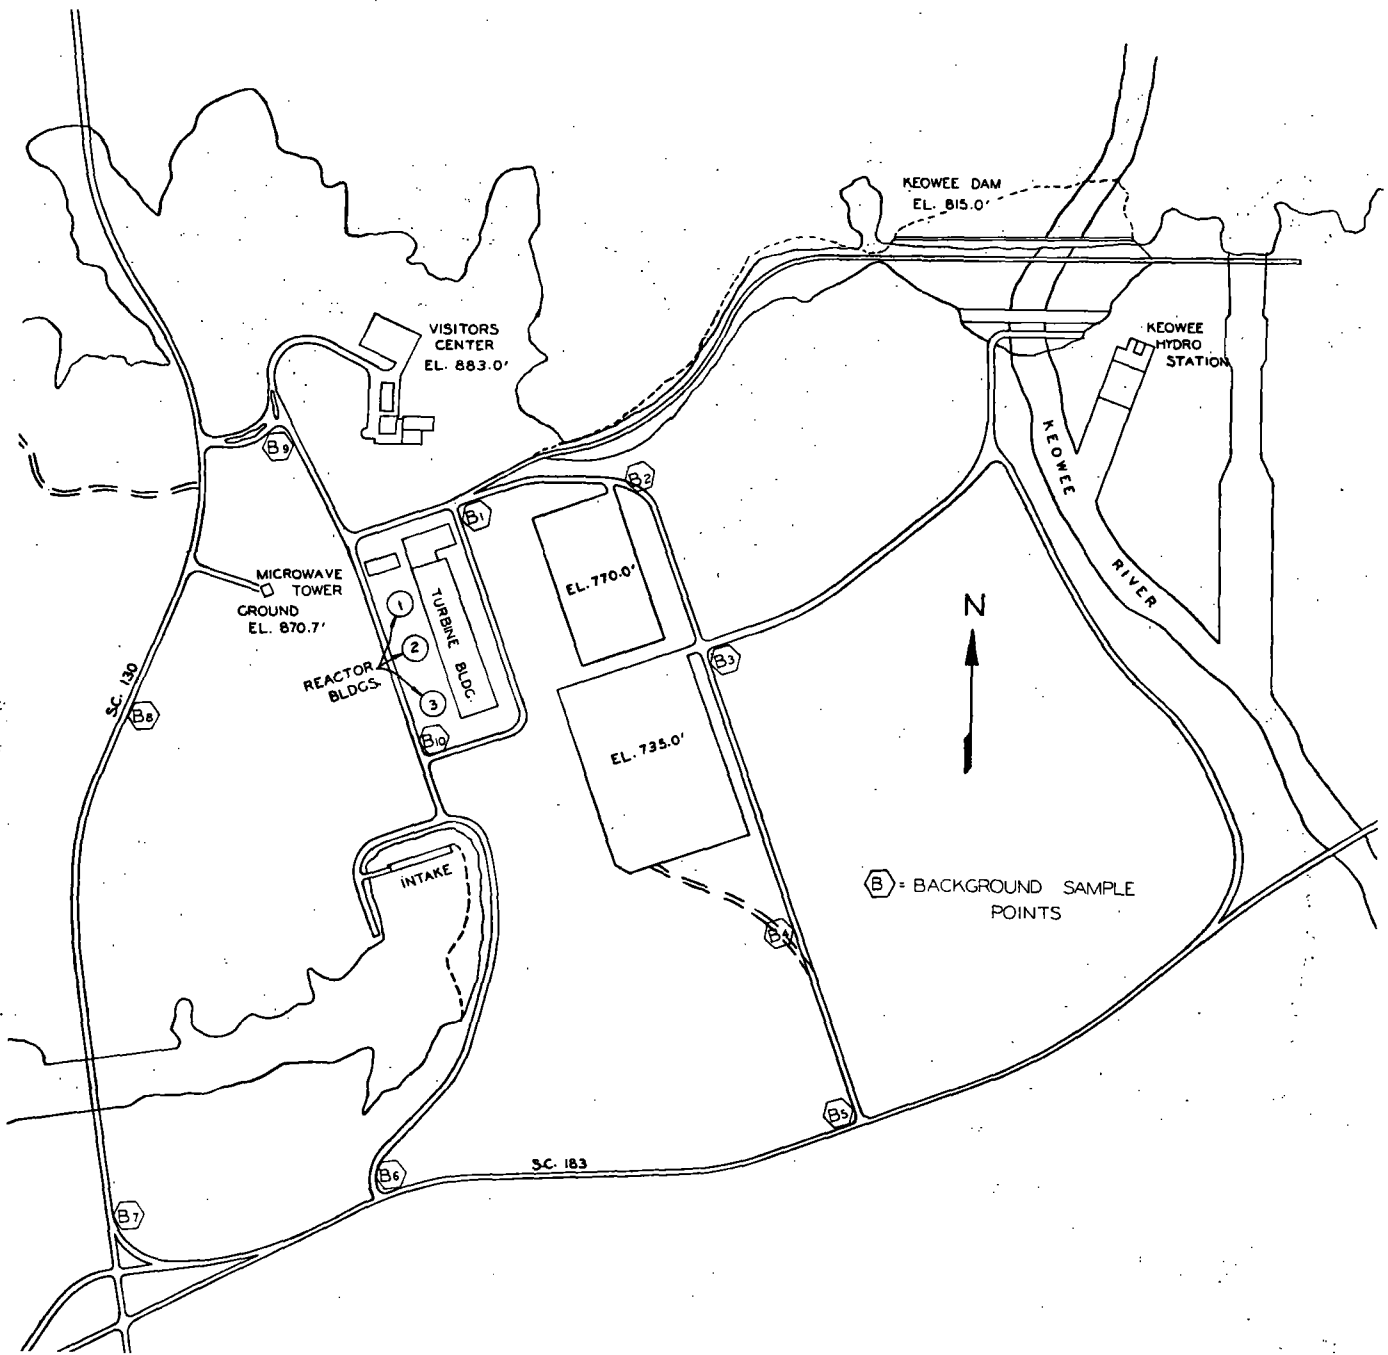 KEOWEE DAM
EL. 815.0'
VISITORS
CENTER
EL. 883.0'
KEOWEE
HYDRO
STATION
KEOWEE
RIVER
B9
B2
B1
MICROWAVE
TOWER
GROUND
EL. 870.7'
EL. 770.0'
TURBINE BLDG.
1
2
3
REACTOR
BLDGS.
N
B3
S.C. 130
B8
B10
EL. 735.0'
INTAKE
B = BACKGROUND SAMPLE
POINTS
B4
B5
S.C. 183
B6
B7